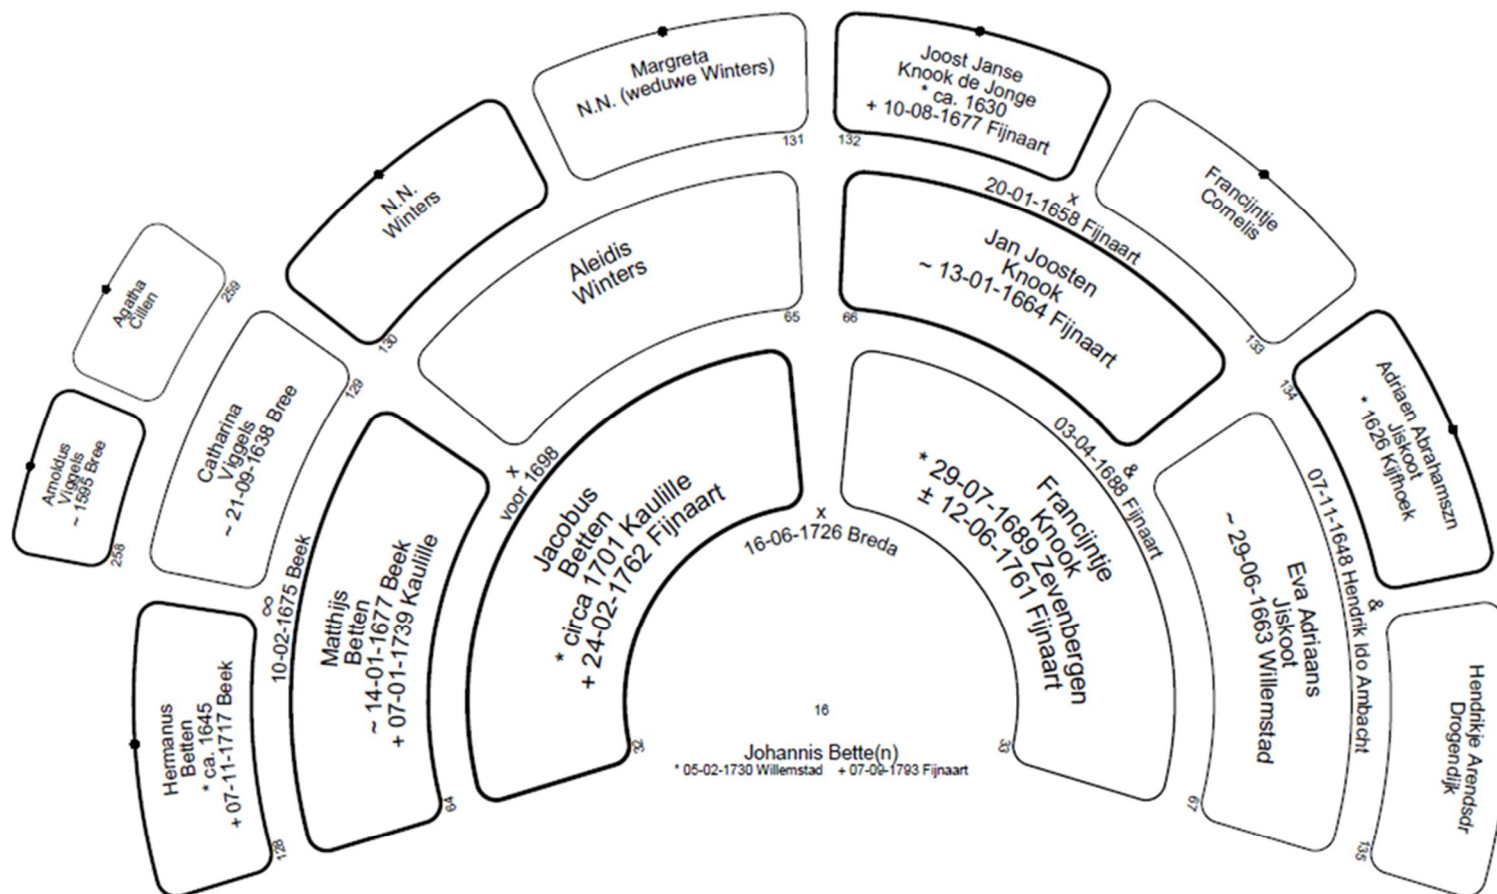 Margreta
N.N. (weduwe Winters)
131
Joost Janse
Knook de Jonge
* ca. 1630
+ 10-08-1677 Fijnaart
132
N.N.
Winters
130
Francijntje
Cornelis
133
x
20-01-1658 Fijnaart
Agatha
Cillen
259
Aleidis
Winters
65
Jan Joosten
Knook
~ 13-01-1664 Fijnaart
66
Arnoldus
Viggels
~ 1595 Bree
258
Catharina
Viggels
~ 21-09-1638 Bree
129
Adriaen Abrahamszn
Jiskoot
* 1626 Kijfhoek
134
x
voor 1698
&
03-04-1688 Fijnaart
∞
10-02-1675 Beek
&
07-11-1648 Hendrik Ido Ambacht
Hemanus
Betten
* ca. 1645
+ 07-11-1717 Beek
128
Matthijs
Betten
~ 14-01-1677 Beek
+ 07-01-1739 Kaulille
64
Jacobus
Betten
* circa 1701 Kaulille
+ 24-02-1762 Fijnaart
32
x
16-06-1726 Breda
Francijntje
Knook
* 29-07-1689 Zevenbergen
± 12-06-1761 Fijnaart
33
Eva Adriaans
Jiskoot
~ 29-06-1663 Willemstad
67
Hendrikje Arendsdr
Drogendijk
135
16
Johannis Bette(n)
* 05-02-1730 Willemstad + 07-09-1793 Fijnaart